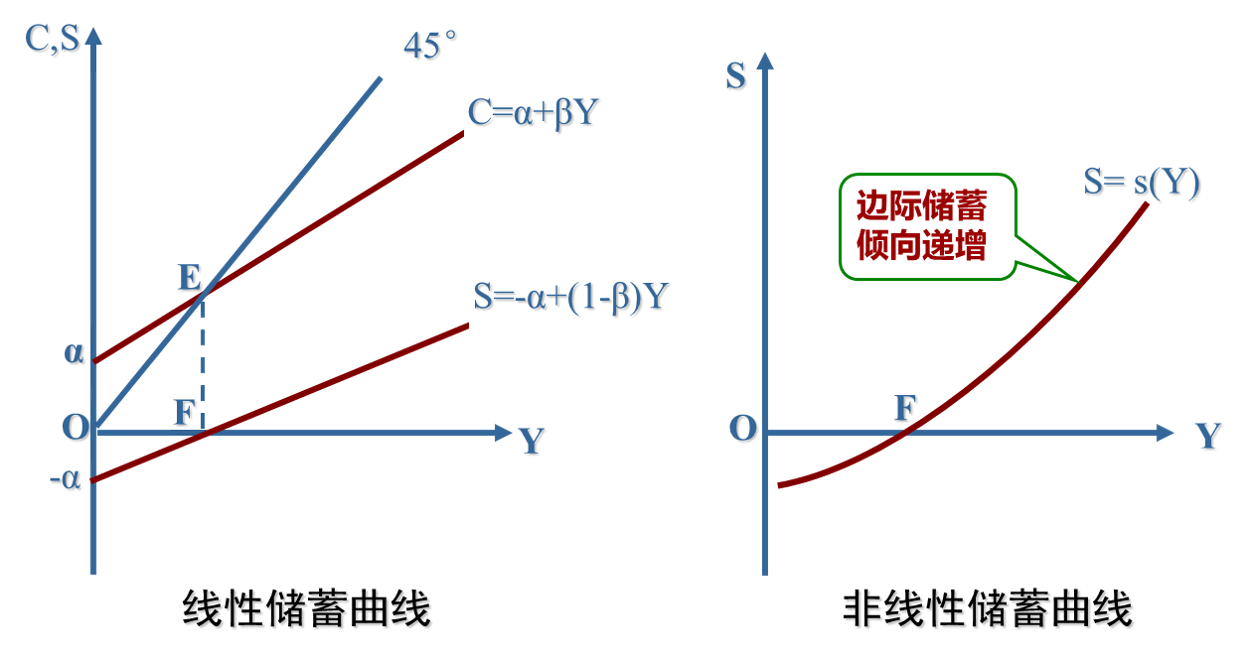 C,S
45°
C=α+βY
E
S=-α+(1-β)Y
α
F
O
Y
-α
线性储蓄曲线
S
S= s(Y)
边际储蓄
倾向递增
F
O
Y
非线性储蓄曲线